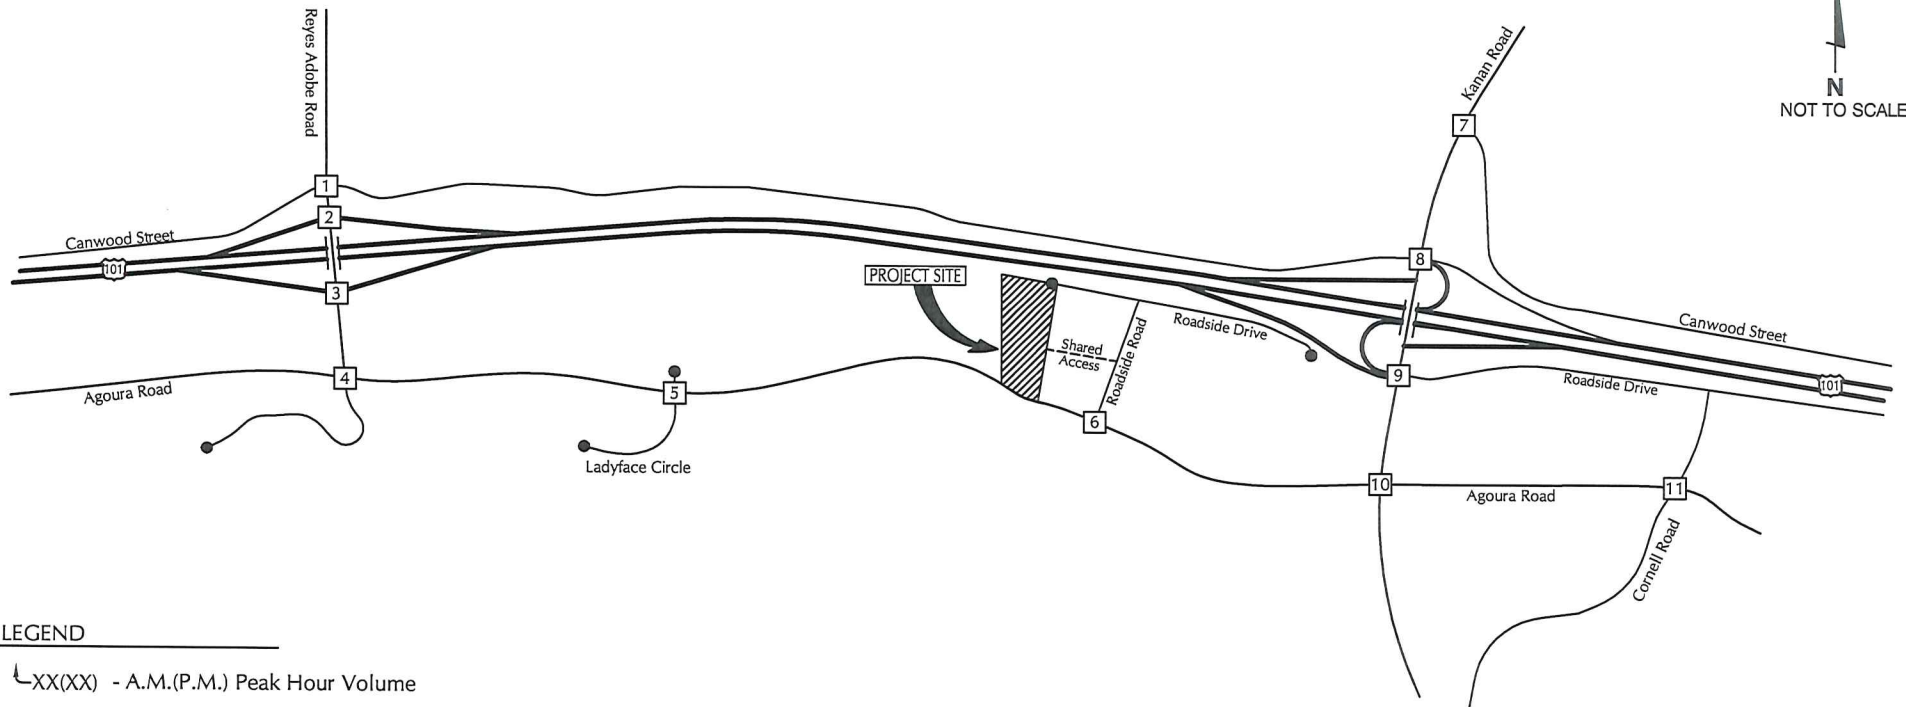 Reyes Adobe Road
Kanan Road
N
NOT TO SCALE
7
1
2
Canwood Street
101
3
8
PROJECT SITE
Roadside Drive
Shared
Access
Roadside Road
Canwood Street
4
Agoura Road
5
9
Roadside Drive
101
6
Ladyface Circle
10
Agoura Road
11
Cornell Road
LEGEND
XX(XX) - A.M.(P.M.) Peak Hour Volume